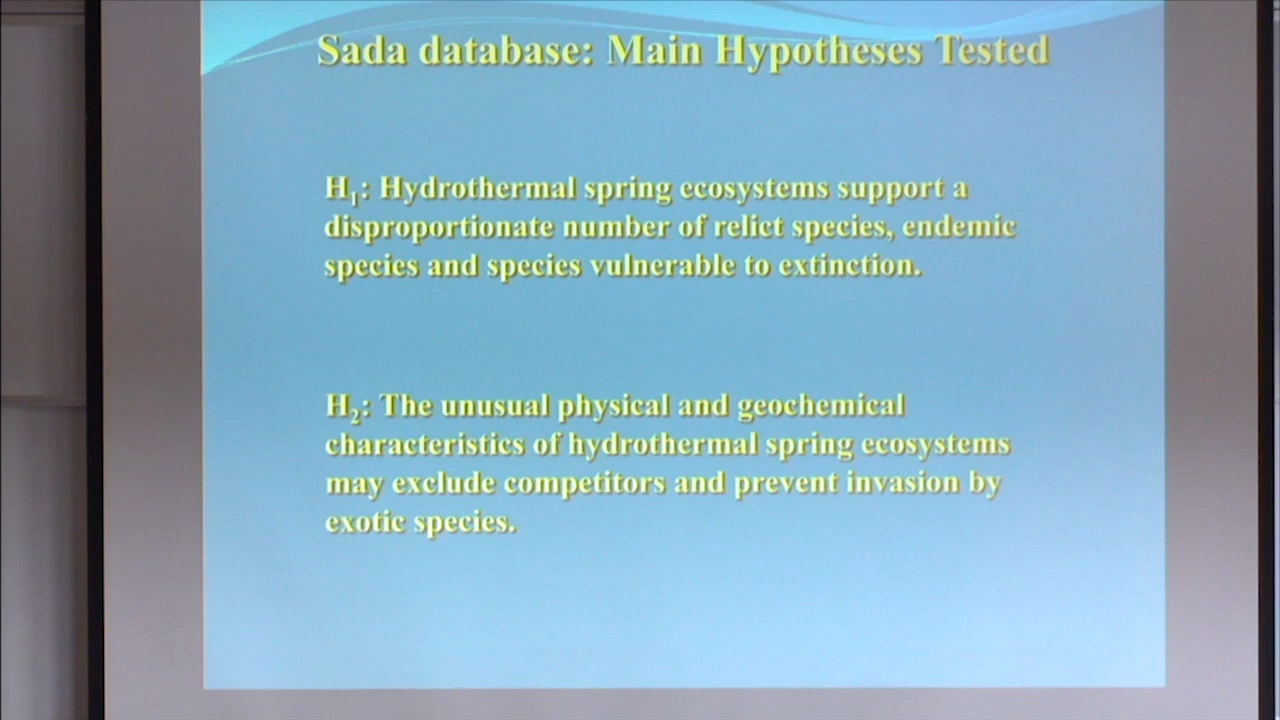 Sada database: Main Hypotheses Tested
H₁: Hydrothermal spring ecosystems support a
disproportionate number of relict species, endemic
species and species vulnerable to extinction.
H₂: The unusual physical and geochemical
characteristics of hydrothermal spring ecosystems
may exclude competitors and prevent invasion by
exotic species.